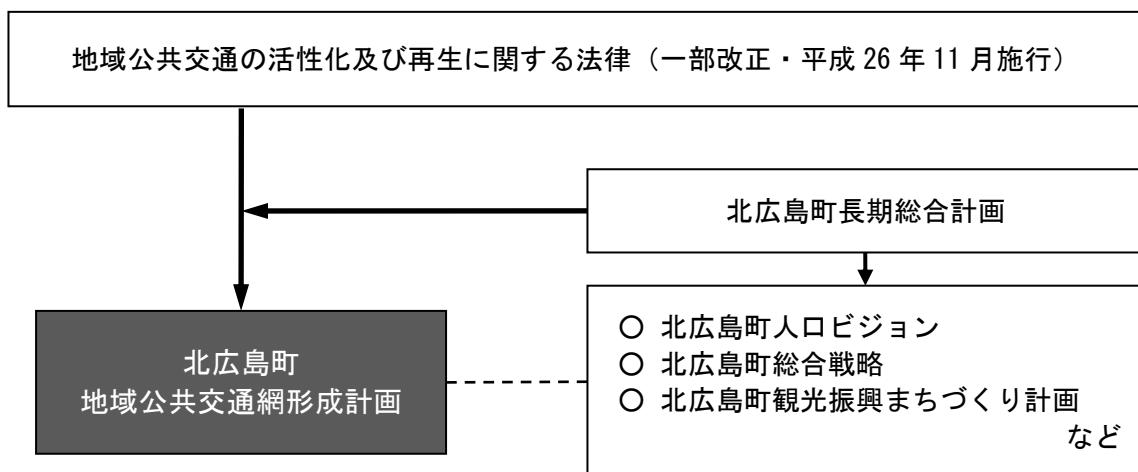 地域公共交通の活性化及び再生に関する法律（一部改正・平成 26 年 11 月施行）
北広島町長期総合計画
北広島町
地域公共交通網形成計画
〇 北広島町人口ビジョン
〇 北広島町総合戦略
〇 北広島町観光振興まちづくり計画
など